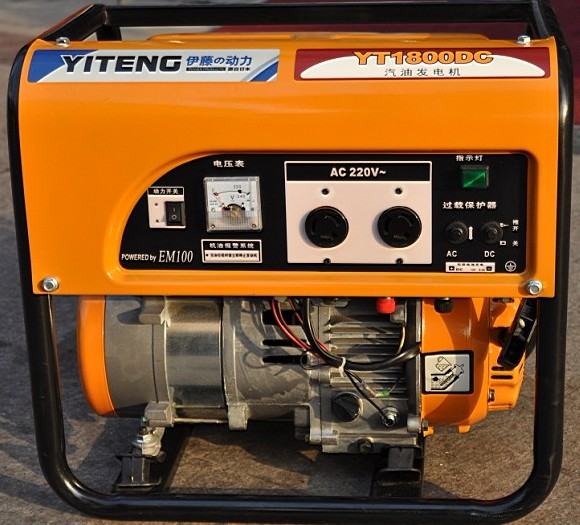 YITENG 伊藤の动力
YT1800DC
汽油发电机
电压表
AC 220V~
指示灯
动力开关
V
过载保护器
开
关
AC DC
机油报警系统
POWERED by EM100